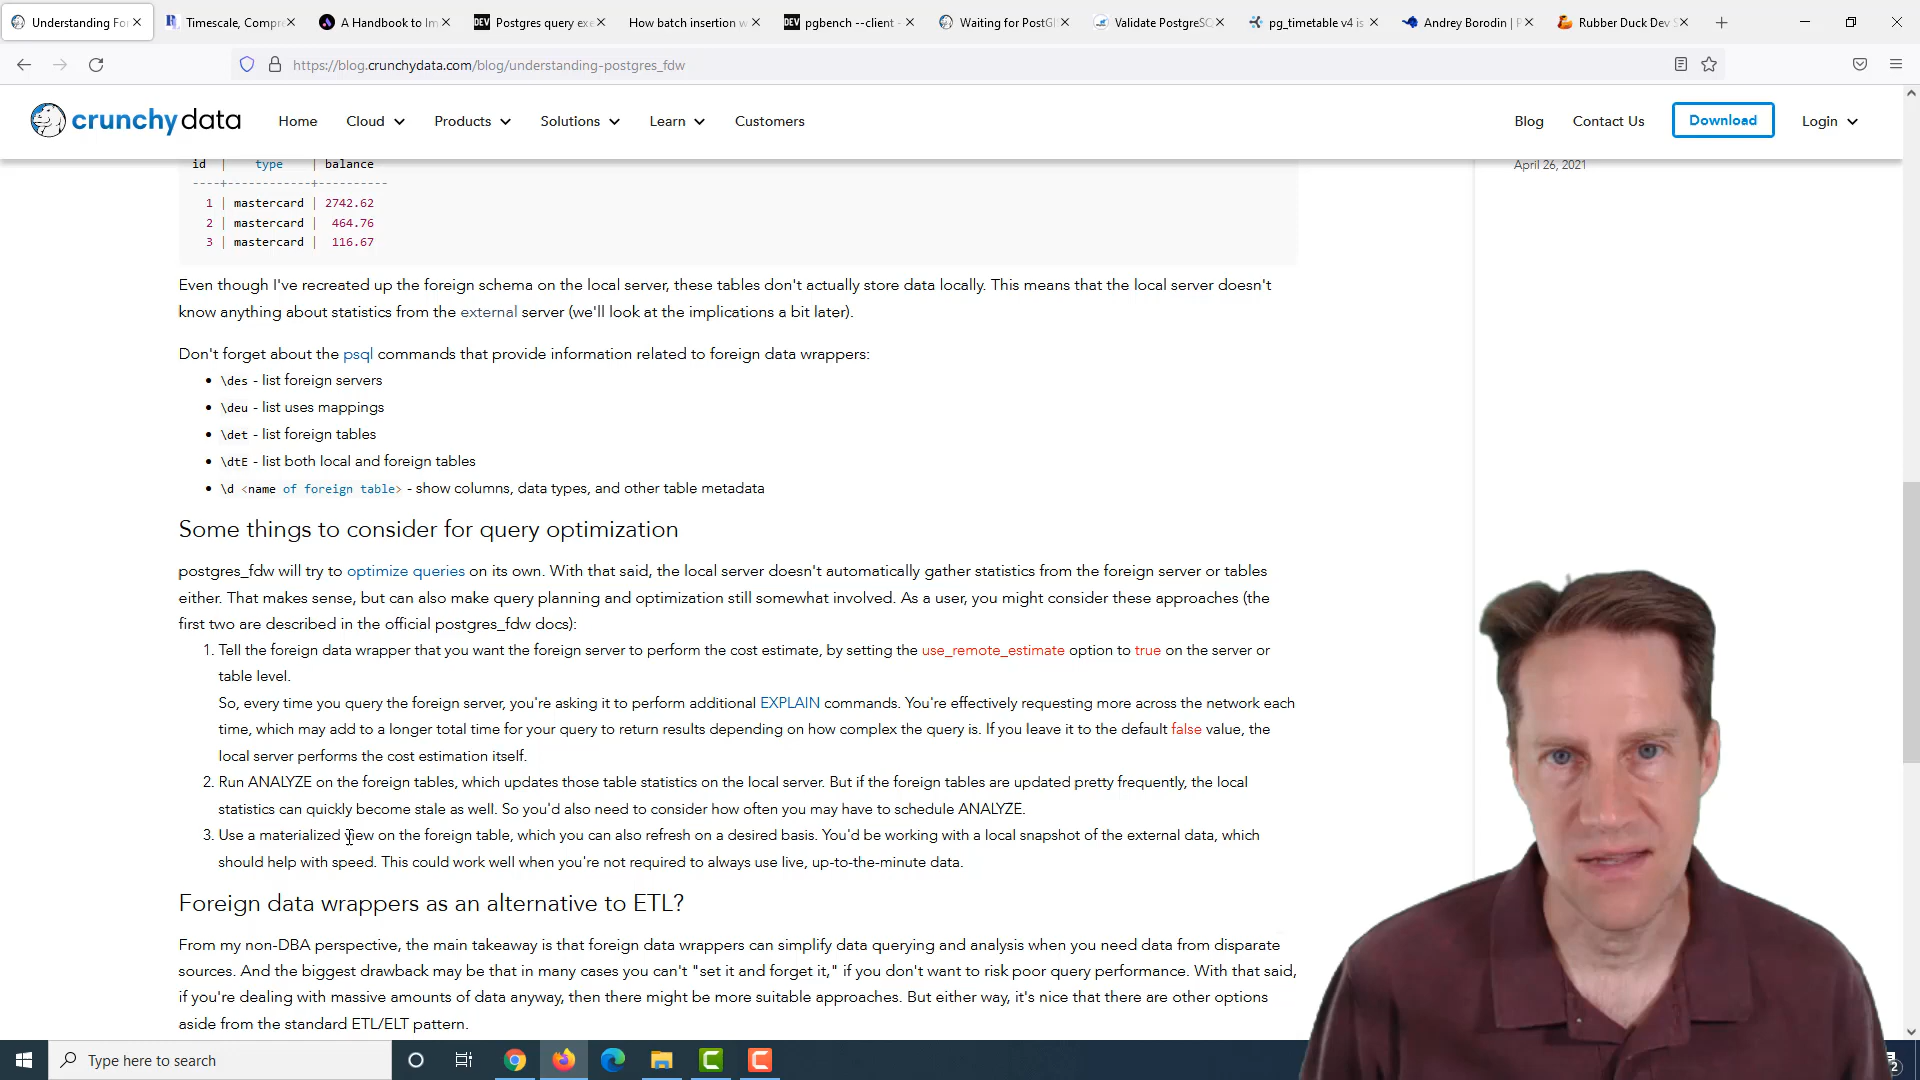 Understanding Fo
Timescale, Compr
A Handbook to Im
DEV Postgres query exe
How batch insertion w
DEV pgbench --client
Waiting for PostG
Validate PostgreSQ
pg_timetable v4 is
Andrey Borodin | P
Rubber Duck Dev S
https://blog.crunchydata.com/blog/understanding-postgres_fdw
crunchydata Home Cloud Products Solutions Learn Customers Blog Contact Us Download Login
id | type | balance
----+------------+----------
1 | mastercard | 2742.62
2 | mastercard | 464.76
3 | mastercard | 116.67
April 26, 2021
Even though I've recreated up the foreign schema on the local server, these tables don't actually store data locally. This means that the local server doesn't
know anything about statistics from the external server (we'll look at the implications a bit later).
Don't forget about the psql commands that provide information related to foreign data wrappers:
• \des - list foreign servers
• \deu - list uses mappings
• \det - list foreign tables
• \dtE - list both local and foreign tables
• \d <name of foreign table> - show columns, data types, and other table metadata
Some things to consider for query optimization
postgres_fdw will try to optimize queries on its own. With that said, the local server doesn't automatically gather statistics from the foreign server or tables
either. That makes sense, but can also make query planning and optimization still somewhat involved. As a user, you might consider these approaches (the
first two are described in the official postgres_fdw docs):
1. Tell the foreign data wrapper that you want the foreign server to perform the cost estimate, by setting the use_remote_estimate option to true on the server or
table level.
So, every time you query the foreign server, you're asking it to perform additional EXPLAIN commands. You're effectively requesting more across the network each
time, which may add to a longer total time for your query to return results depending on how complex the query is. If you leave it to the default false value, the
local server performs the cost estimation itself.
2. Run ANALYZE on the foreign tables, which updates those table statistics on the local server. But if the foreign tables are updated pretty frequently, the local
statistics can quickly become stale as well. So you'd also need to consider how often you may have to schedule ANALYZE.
3. Use a materialized view on the foreign table, which you can also refresh on a desired basis. You'd be working with a local snapshot of the external data, which
should help with speed. This could work well when you're not required to always use live, up-to-the-minute data.
Foreign data wrappers as an alternative to ETL?
From my non-DBA perspective, the main takeaway is that foreign data wrappers can simplify data querying and analysis when you need data from disparate
sources. And the biggest drawback may be that in many cases you can't "set it and forget it," if you don't want to risk poor query performance. With that said,
if you're dealing with massive amounts of data anyway, then there might be more suitable approaches. But either way, it's nice that there are other options
aside from the standard ETL/ELT pattern.
Type here to search
2